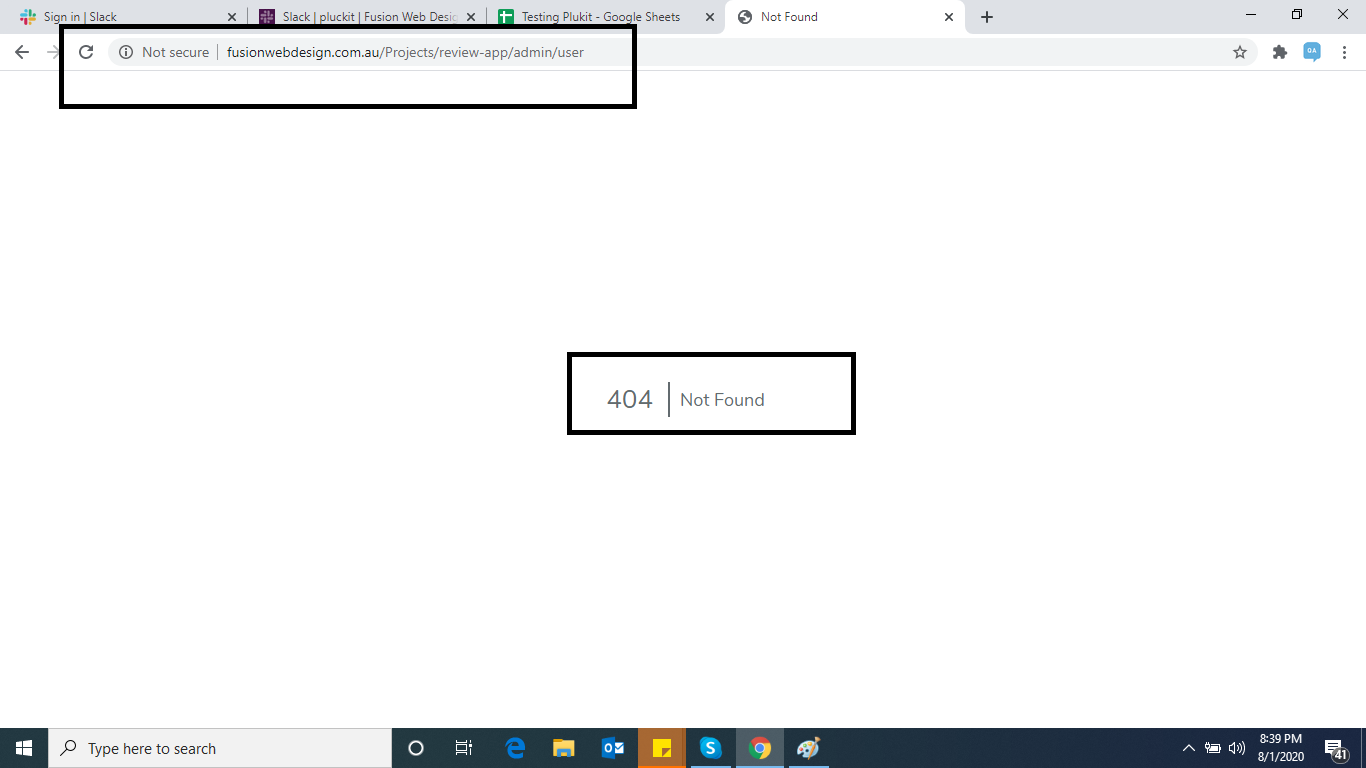 Sign in | Slack
Slack | pluckit | Fusion Web Desig
Testing Plukit - Google Sheets
Not Found
Not secure fusionwebdesign.com.au/Projects/review-app/admin/user
QA
404 Not Found
Type here to search
8:39 PM
8/1/2020
41